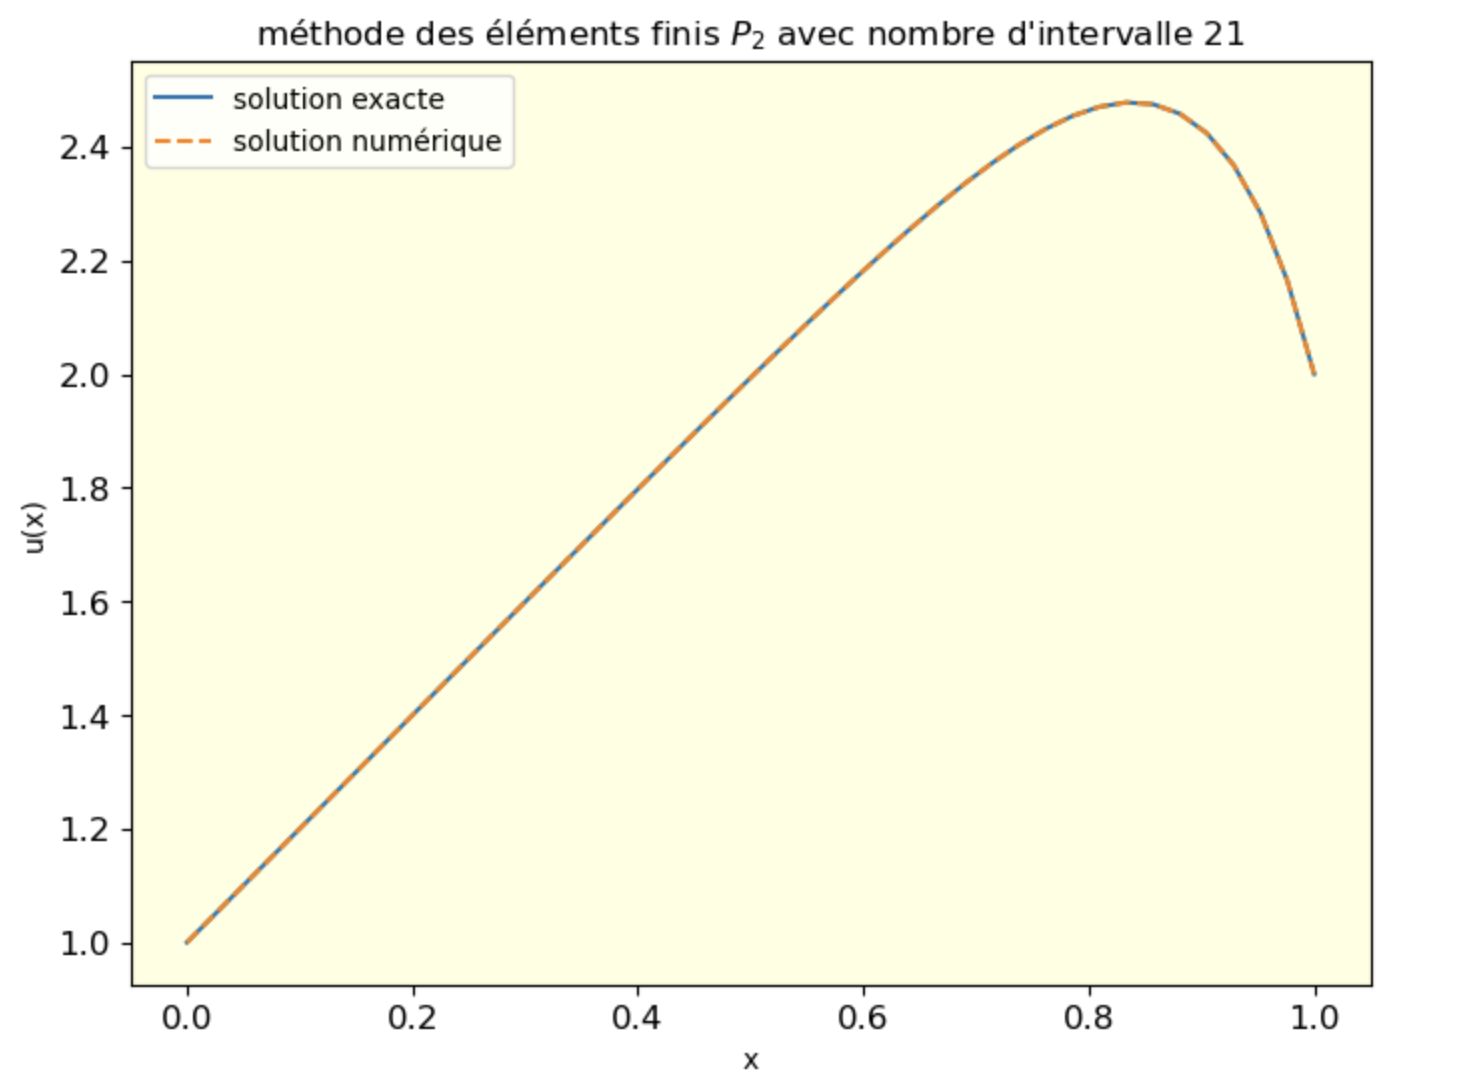 méthode des éléments finis P₂ avec nombre d'intervalle 21
solution exacte
solution numérique
2.4
2.2
2.0
1.8
1.6
1.4
1.2
1.0
u(x)
0.0 0.2 0.4 0.6 0.8 1.0
x